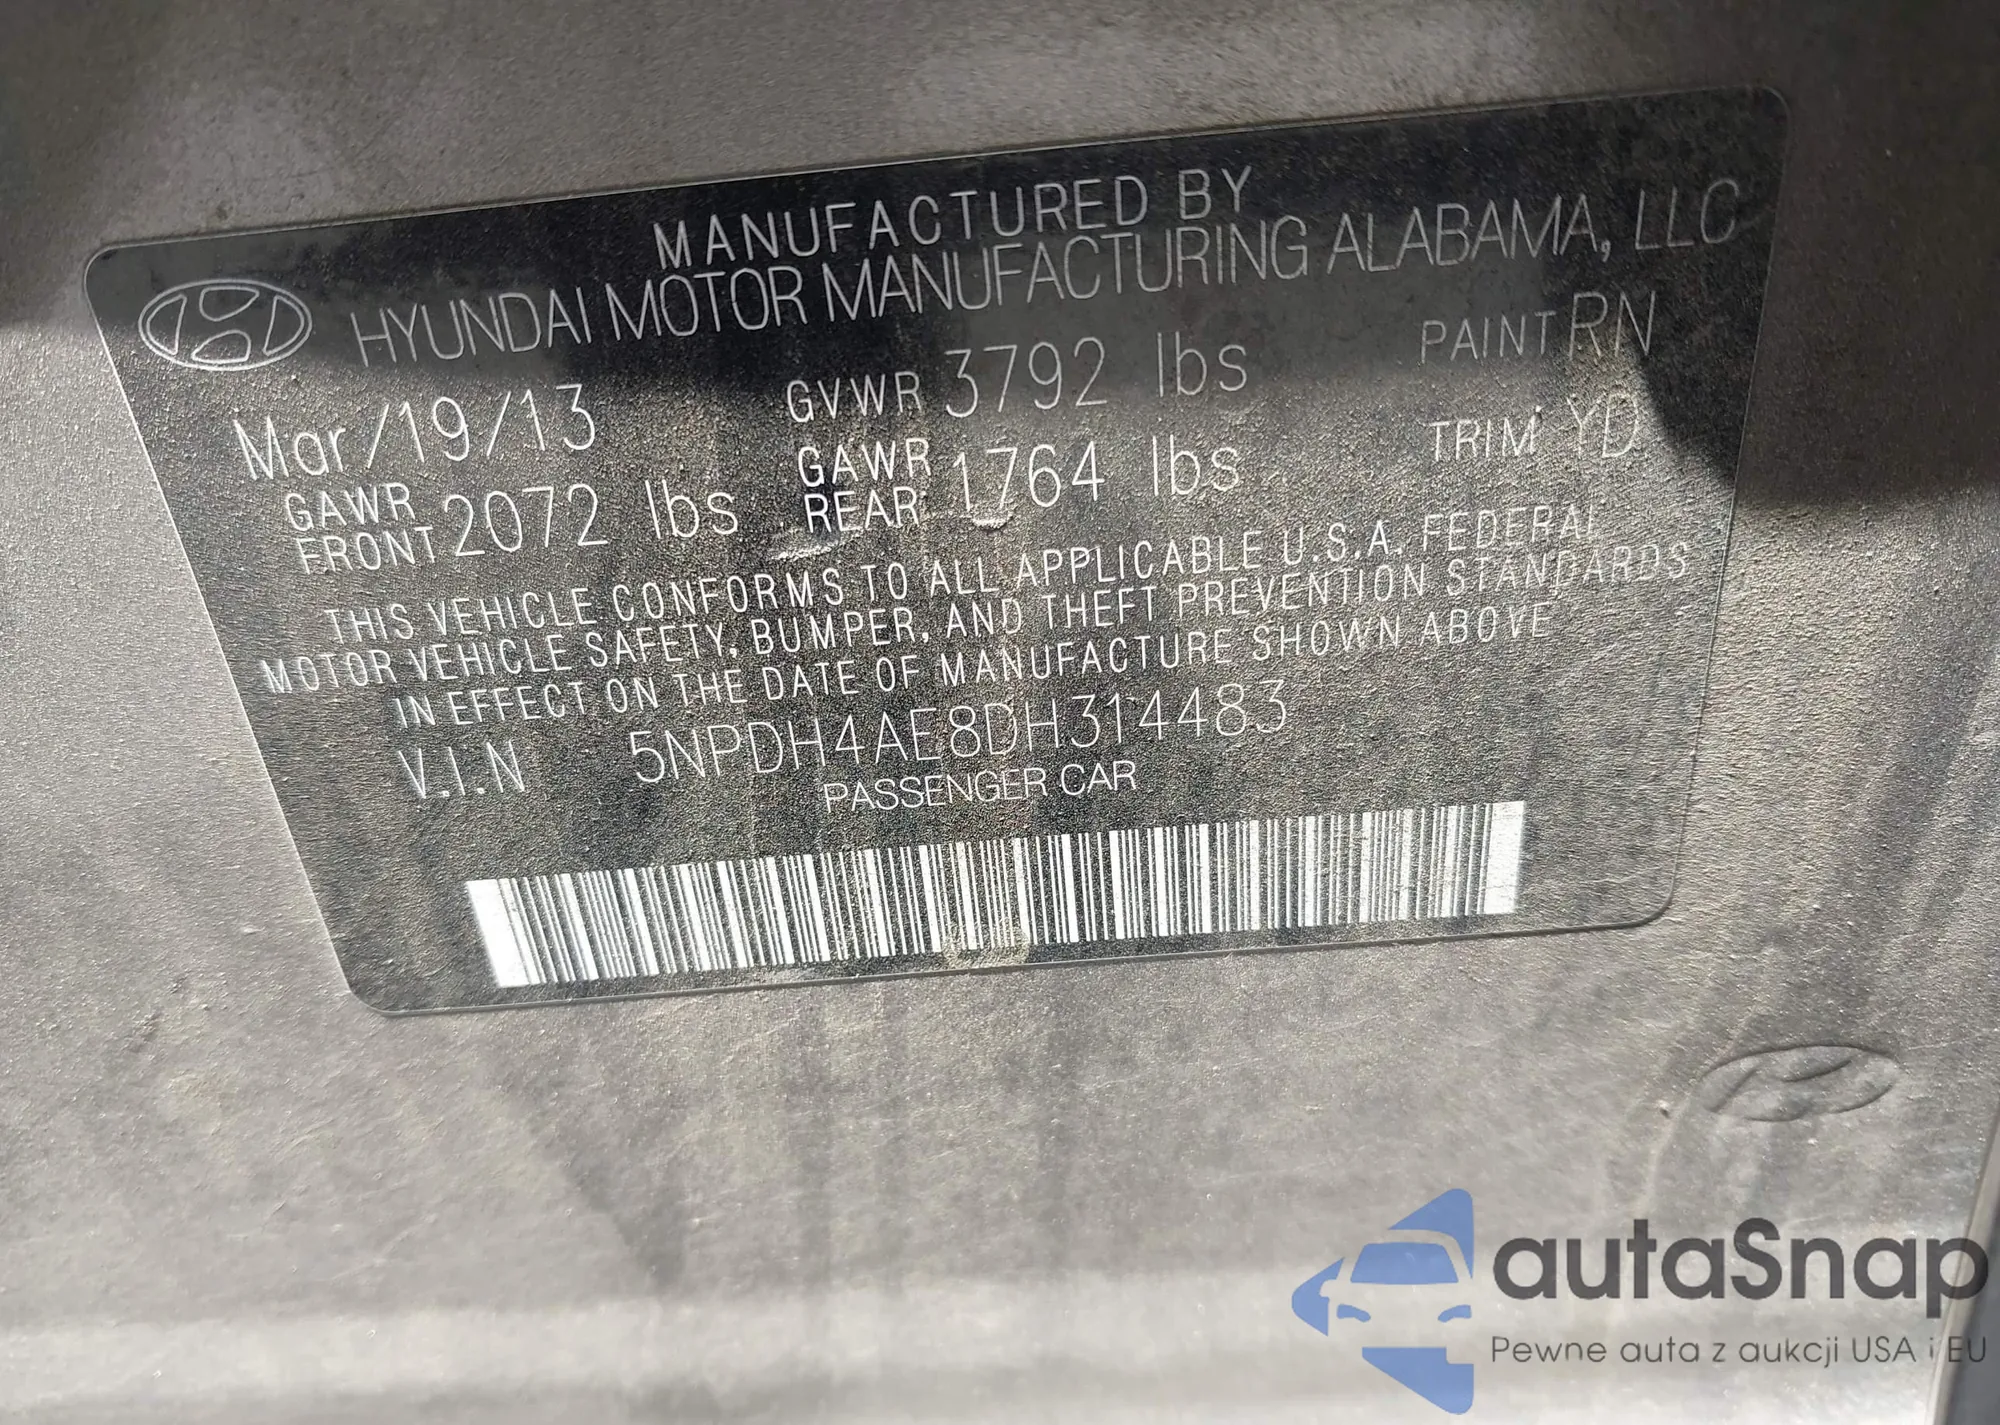 MANUFACTURED BY
HYUNDAI MOTOR MANUFACTURING ALABAMA, LLC
Mar/19/13 GVWR 3792 lbs PAINT RN
GAWR FRONT 2072 lbs GAWR REAR 1764 lbs TRIM YD
THIS VEHICLE CONFORMS TO ALL APPLICABLE U.S.A. FEDERAL
MOTOR VEHICLE SAFETY, BUMPER, AND THEFT PREVENTION STANDARDS
IN EFFECT ON THE DATE OF MANUFACTURE SHOWN ABOVE
V.I.N 5NPDH4AE8DH314483
PASSENGER CAR
autaSnap
Pewne auta z aukcji USA i EU